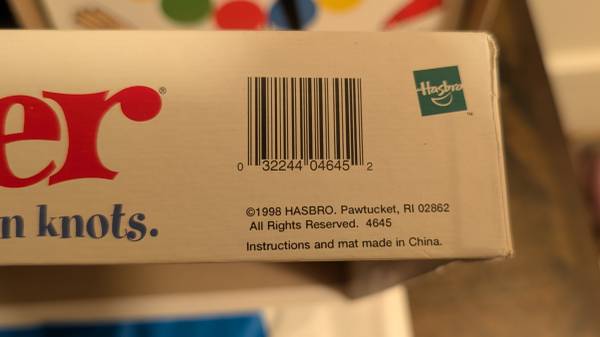 er®
n knots.
0 32244 04645 2
Hasbro
™
©1998 HASBRO. Pawtucket, RI 02862
All Rights Reserved. 4645
Instructions and mat made in China.